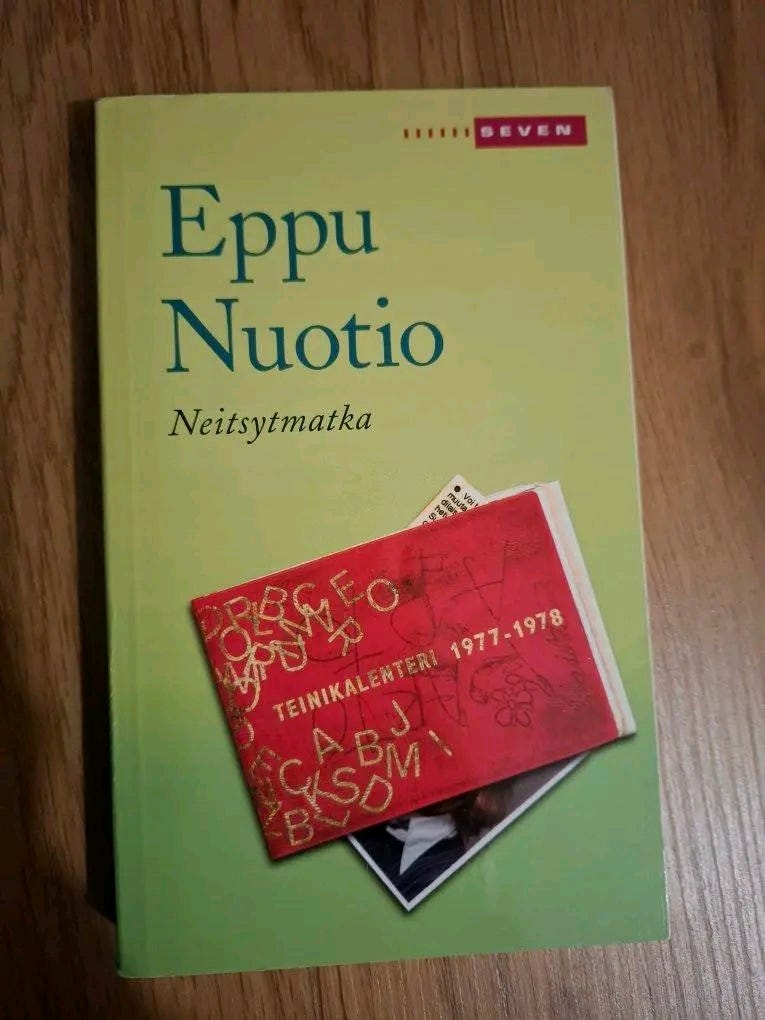 SEVEN
Eppu
Nuotio
Neitsytmatka
TEINIKALENTERI 1977-1978